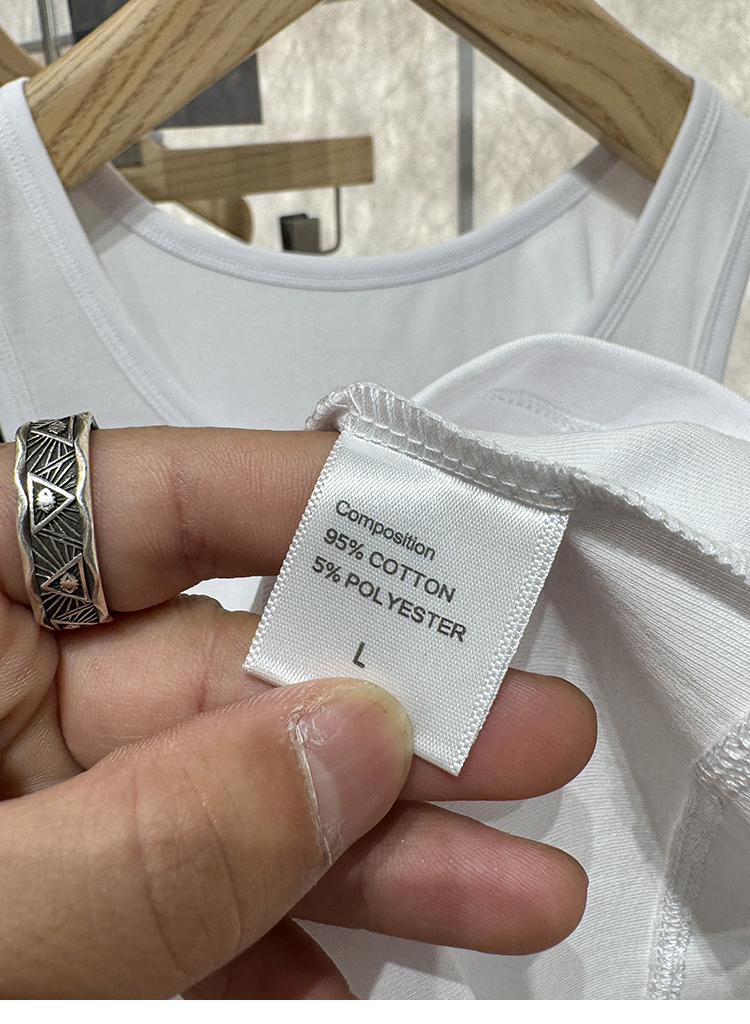 Composition
95% COTTON
5% POLYESTER
L